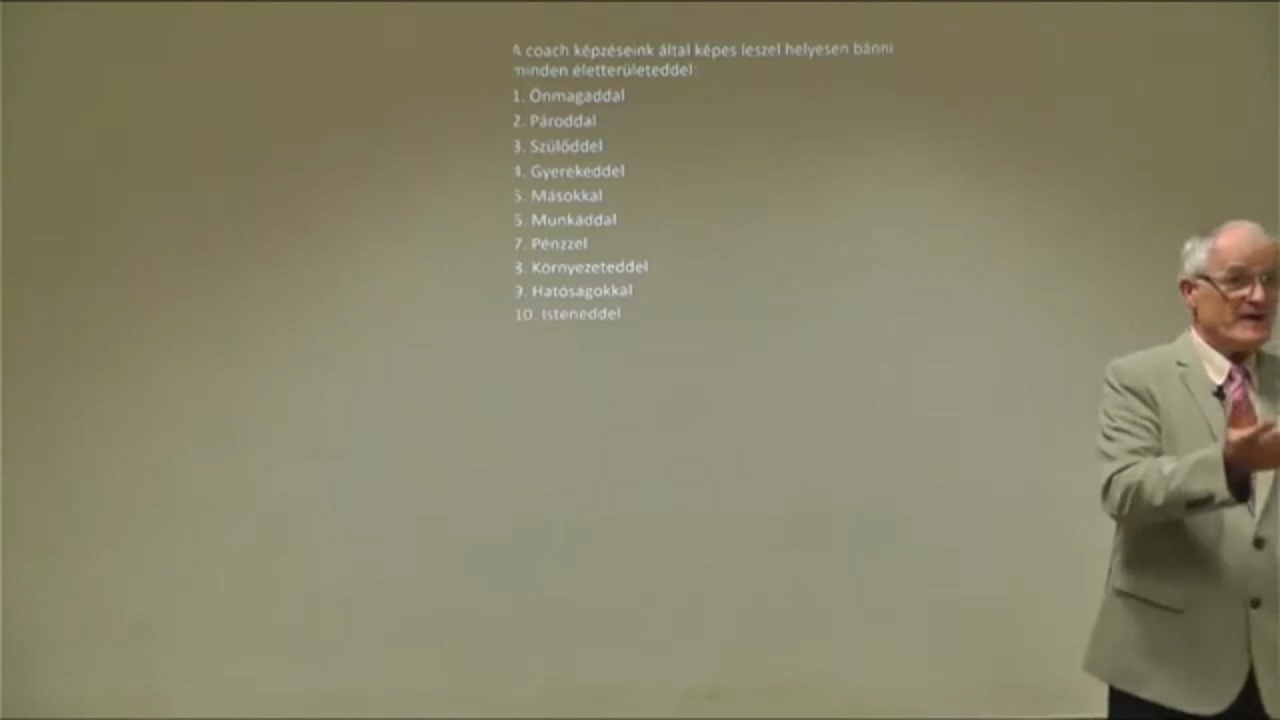 A coach képzéseink által képes leszel helyesen bánni
minden életterületeddel:
1. Önmagaddal
2. Pároddal
3. Szülőddel
4. Gyerekeddel
5. Másokkal
6. Munkáddal
7. Pénzzel
8. Környezeteddel
9. Hatóságokkal
10. Isteneddel